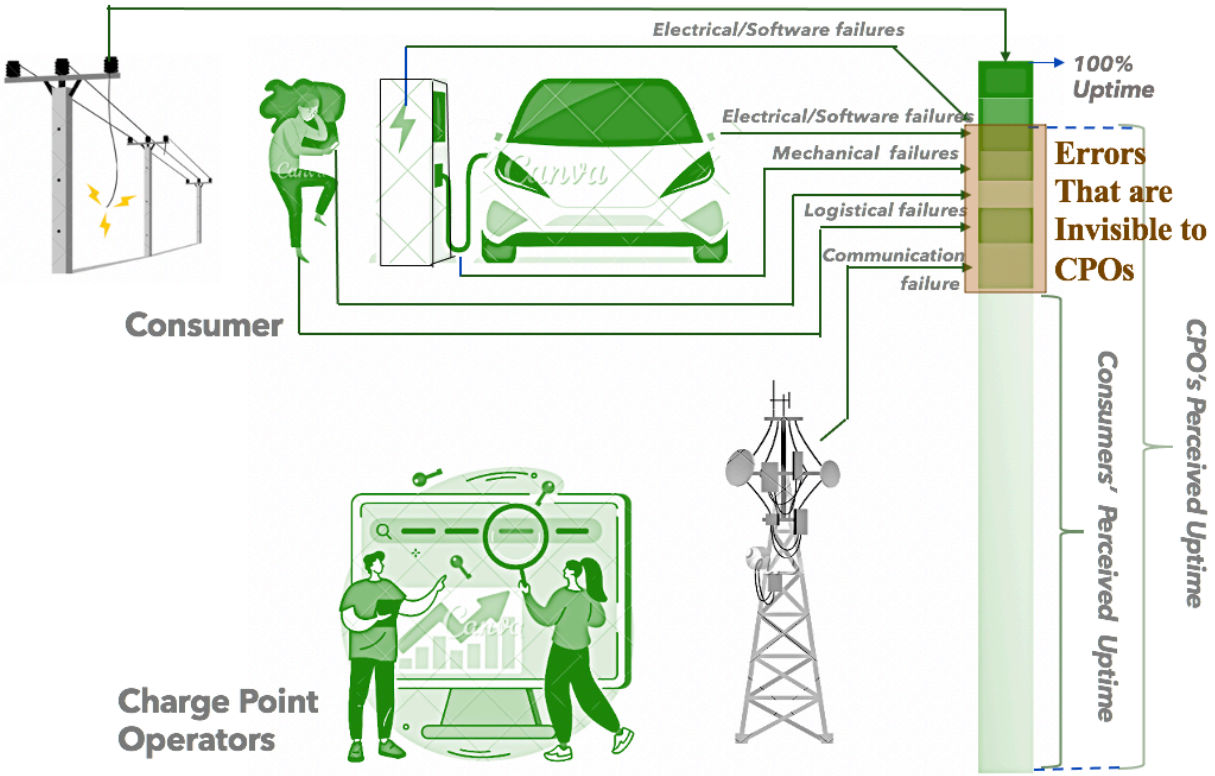 Electrical/Software failures
100%
Uptime
Electrical/Software failures
Mechanical failures
Logistical failures
Communication
failure
Errors
That are
Invisible to
CPOs
Canva
Consumer
CPO's Perceived Uptime
Consumers' Perceived Uptime
Canva
Canva
Charge Point
Operators